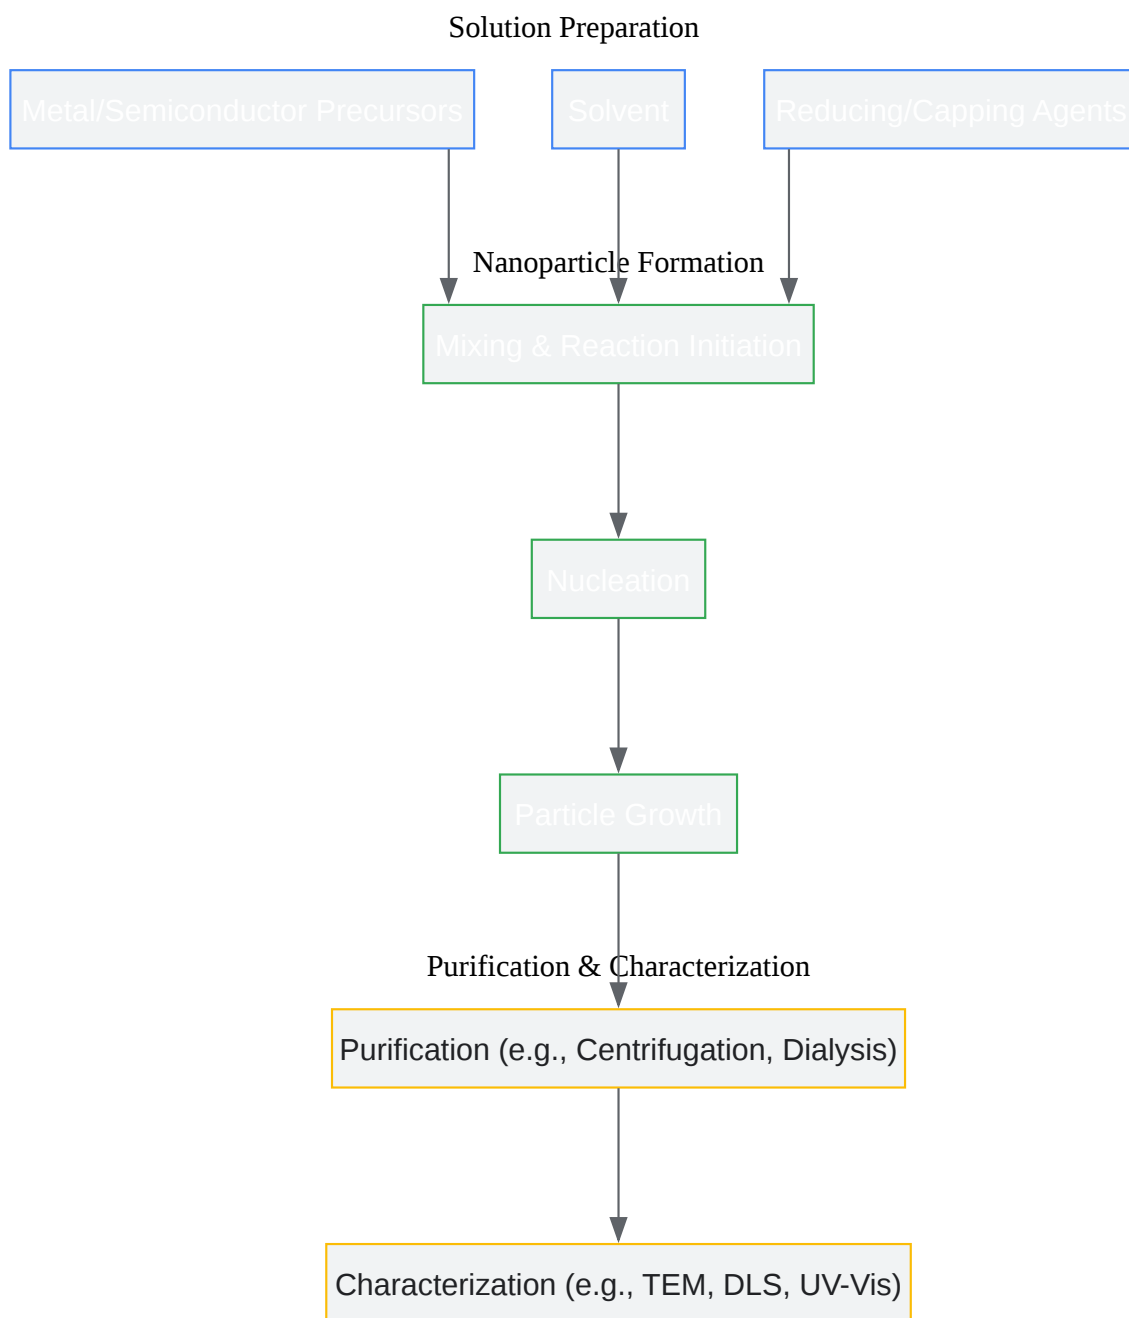 Solution Preparation
Metal/Semiconductor Precursors
Solvent
Reducing/Capping Agents
Nanoparticle Formation
Mixing & Reaction Initiation
Nucleation
Particle Growth
Purification & Characterization
Purification (e.g., Centrifugation, Dialysis)
Characterization (e.g., TEM, DLS, UV-Vis)